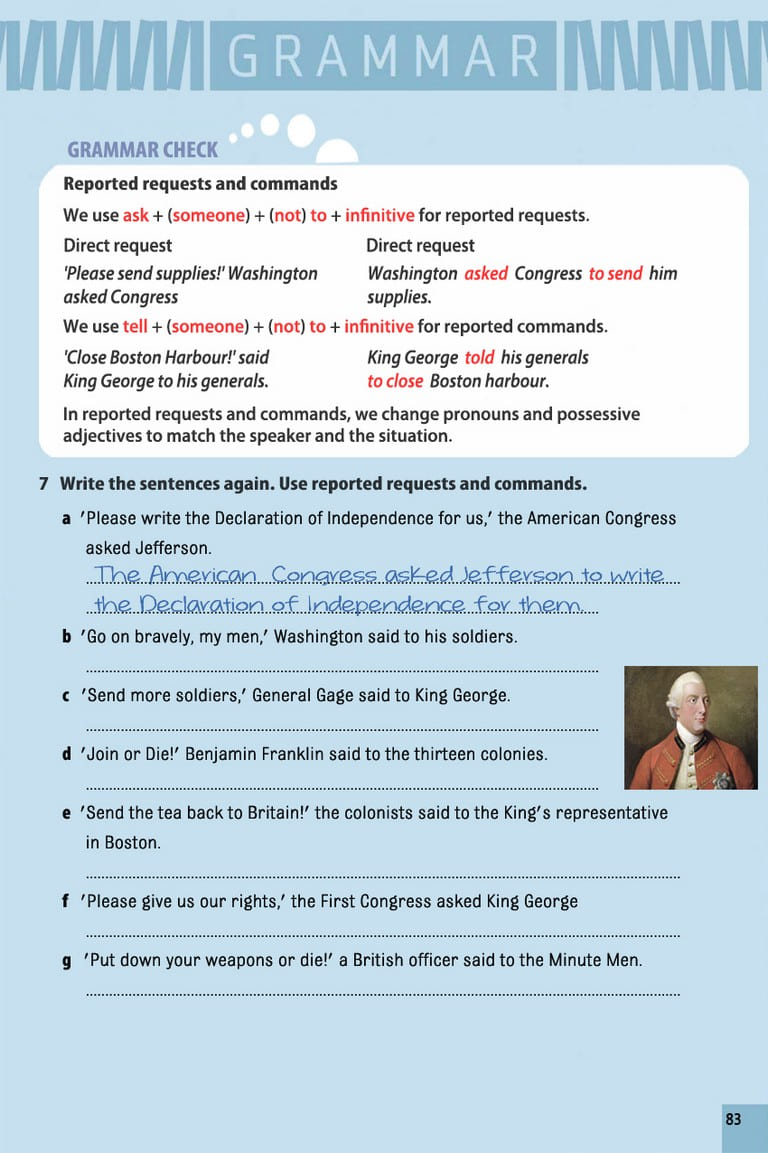 GRAMMAR
GRAMMAR CHECK
Reported requests and commands
We use ask + (someone) + (not) to + infinitive for reported requests.
Direct request Direct request
'Please send supplies!' Washington Washington asked Congress to send him
asked Congress supplies.
We use tell + (someone) + (not) to + infinitive for reported commands.
'Close Boston Harbour!' said King George told his generals
King George to his generals. to close Boston harbour.
In reported requests and commands, we change pronouns and possessive
adjectives to match the speaker and the situation.
7 Write the sentences again. Use reported requests and commands.
a 'Please write the Declaration of Independence for us,' the American Congress
asked Jefferson.
The American Congress asked Jefferson to write
the Declaration of Independence for them.
b 'Go on bravely, my men,' Washington said to his soldiers.
c 'Send more soldiers,' General Gage said to King George.
d 'Join or Die!' Benjamin Franklin said to the thirteen colonies.
e 'Send the tea back to Britain!' the colonists said to the King's representative
in Boston.
f 'Please give us our rights,' the First Congress asked King George
g 'Put down your weapons or die!' a British officer said to the Minute Men.
83